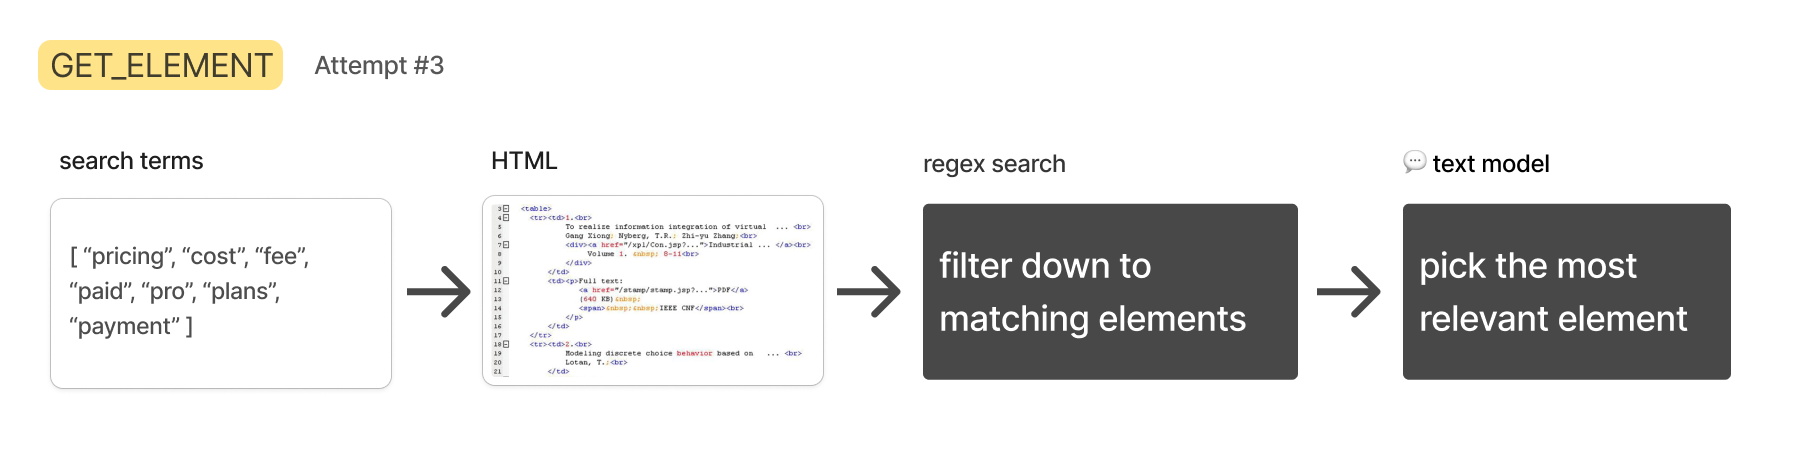 GET_ELEMENT Attempt #3
search terms
[ “pricing”, “cost”, “fee”,
“paid”, “pro”, “plans”,
“payment” ]
HTML
3 <table>
4 <tr><td>1.<br>
5 To realize information integration of virtual ... <br>
6 Gang Xiong; Nyberg, T.R.; Zhi-yu Zhang;<br>
7 <div><a href="/xpl/Con.jsp?...">Industrial ... </a><br>
8 Volume 1. &nbsp; 8-11<br>
9 </div>
10 </td>
11 <td><p>Full text:
12 <a href="/stamp/stamp.jsp?...">PDF</a>
13 (640 KB)&nbsp;
14 <span>&nbsp;&nbsp;IEEE CNF</span><br>
15 </p>
16 </td>
17 </tr>
18 <tr><td>2.<br>
19 Modeling discrete choice behavior based on ... <br>
20 Lotan, T.;<br>
21 </td>
regex search
filter down to
matching elements
text model
pick the most
relevant element